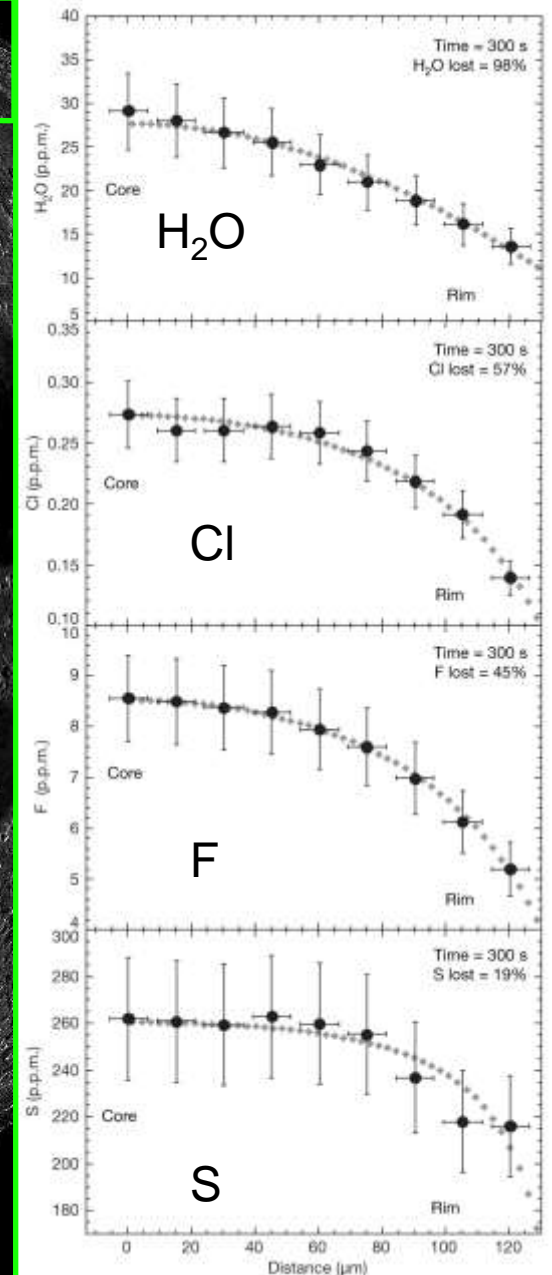 40
35
30
25
20
15
10
5
H₂O (p.p.m.)
Time = 300 s
H₂O lost = 98%
Core
H₂O
Rim
0.35
0.30
0.25
0.20
0.15
0.10
Cl (p.p.m.)
Time = 300 s
Cl lost = 57%
Core
Cl
Rim
10
9
8
7
6
5
4
F (p.p.m.)
Time = 300 s
F lost = 45%
Core
F
Rim
300
280
260
240
220
200
180
S (p.p.m.)
Time = 300 s
S lost = 19%
Core
S
Rim
0 20 40 60 80 100 120
Distance (µm)